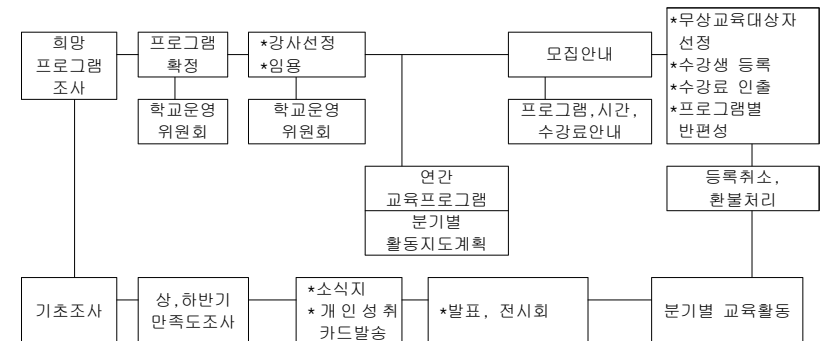 희망
프로그램
조사
프로그램
확정
학교운영
위원회
*강사선정
*임용
학교운영
위원회
연간
교육프로그램
분기별
활동지도계획
모집안내
프로그램,시간,
수강료안내
*무상교육대상자
선정
*수강생 등록
*수강료 인출
*프로그램별
반편성
등록취소,
환불처리
기초조사
상,하반기
만족도조사
*소식지
*개인성취
카드발송
*발표, 전시회
분기별 교육활동